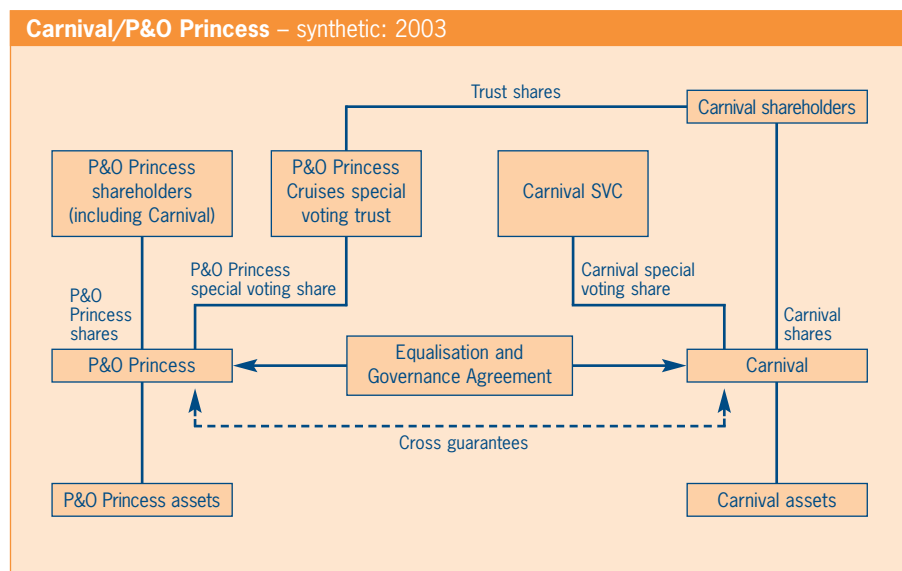 Carnival/P&O Princess – synthetic: 2003
Trust shares
Carnival shareholders
P&O Princess
shareholders
(including Carnival)
P&O Princess
Cruises special
voting trust
Carnival SVC
P&O Princess
special voting share
Carnival special
voting share
P&O
Princess
shares
Carnival
shares
P&O Princess
Equalisation and
Governance Agreement
Carnival
Cross guarantees
P&O Princess assets
Carnival assets